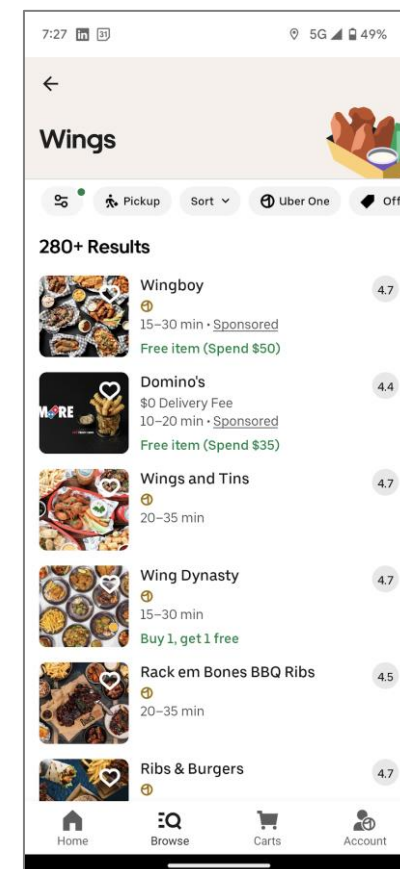 7:27 31 5G 49%
Wings
Pickup Sort Uber One Off
280+ Results
Wingboy 4.7
15–30 min • Sponsored
Free item (Spend $50)
Domino's 4.4
$0 Delivery Fee
10–20 min • Sponsored
Free item (Spend $35)
Wings and Tins 4.7
20–35 min
Wing Dynasty 4.7
15–30 min
Buy 1, get 1 free
Rack em Bones BBQ Ribs 4.5
20–35 min
Ribs & Burgers 4.7
Home Browse Carts Account